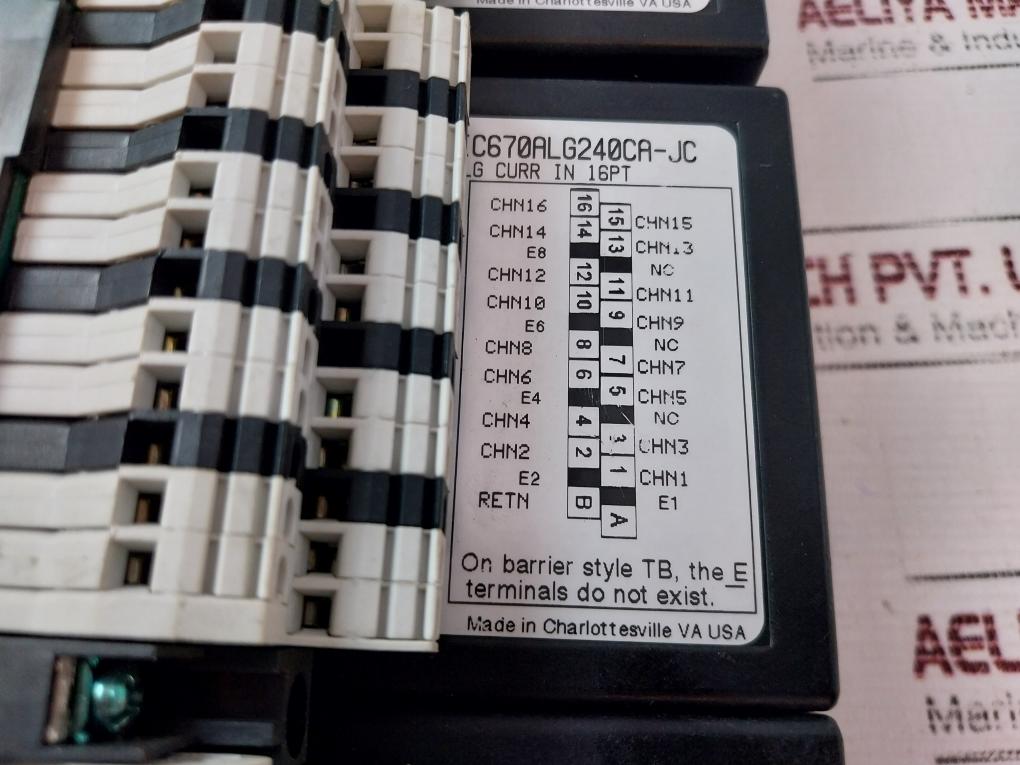 Made in Charlottesville VA USA
AELIYA MA
Marine & Indu
C670ALG240CA-JC
LG CURR IN 16PT
CHN16 16 15 CHN15
CHN14 14 13 CHN13
E8 NC
CHN12 12 11 CHN11
CHN10 10 9 CHN9
E6 NC
CHN8 8 7 CHN7
CHN6 6 5 CHN5
E4 NC
CHN4 4 3 CHN3
CHN2 2 1 CHN1
E2 E1
RETN B A
On barrier style TB, the E
terminals do not exist.
Made in Charlottesville VA USA
CH PVT. L
tion & Mach
AEL
Marin